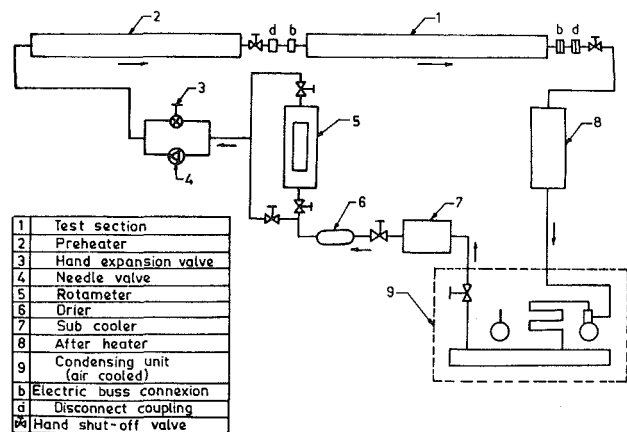 2
d
b
1
b
d
3
4
5
8
6
7
9
1 Test section
2 Preheater
3 Hand expansion valve
4 Needle valve
5 Rotameter
6 Drier
7 Sub cooler
8 After heater
9 Condensing unit
(air cooled)
b Electric buss connexion
d Disconnect coupling
Hand shut-off valve